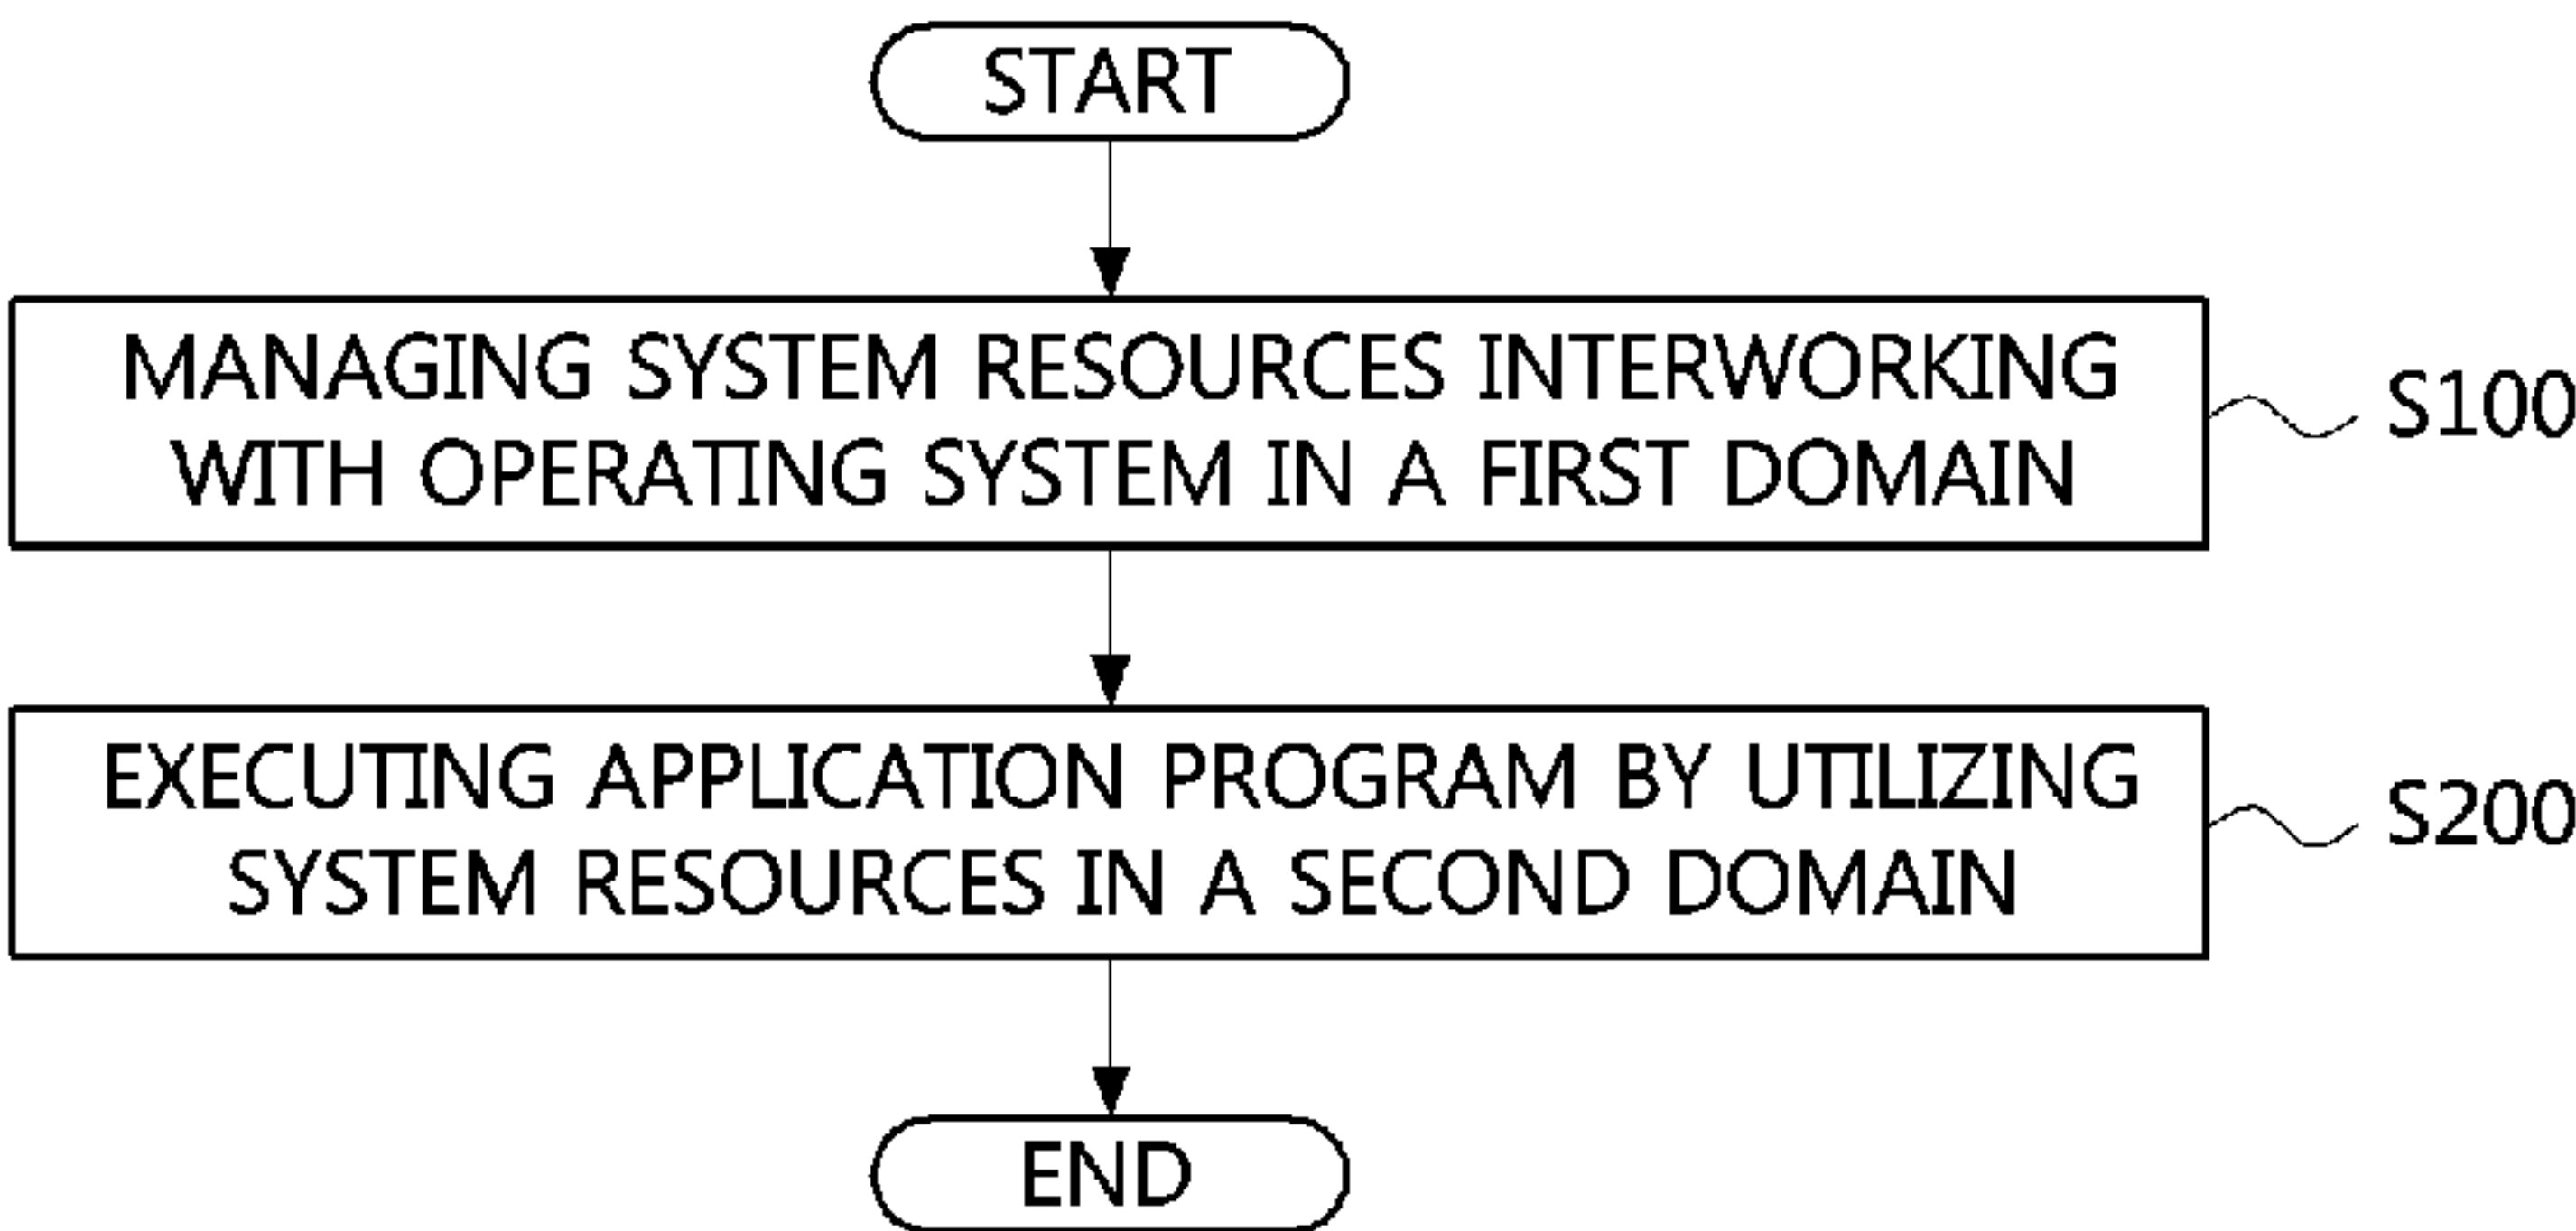 START
MANAGING SYSTEM RESOURCES INTERWORKING
WITH OPERATING SYSTEM IN A FIRST DOMAIN
S100
EXECUTING APPLICATION PROGRAM BY UTILIZING
SYSTEM RESOURCES IN A SECOND DOMAIN
S200
END